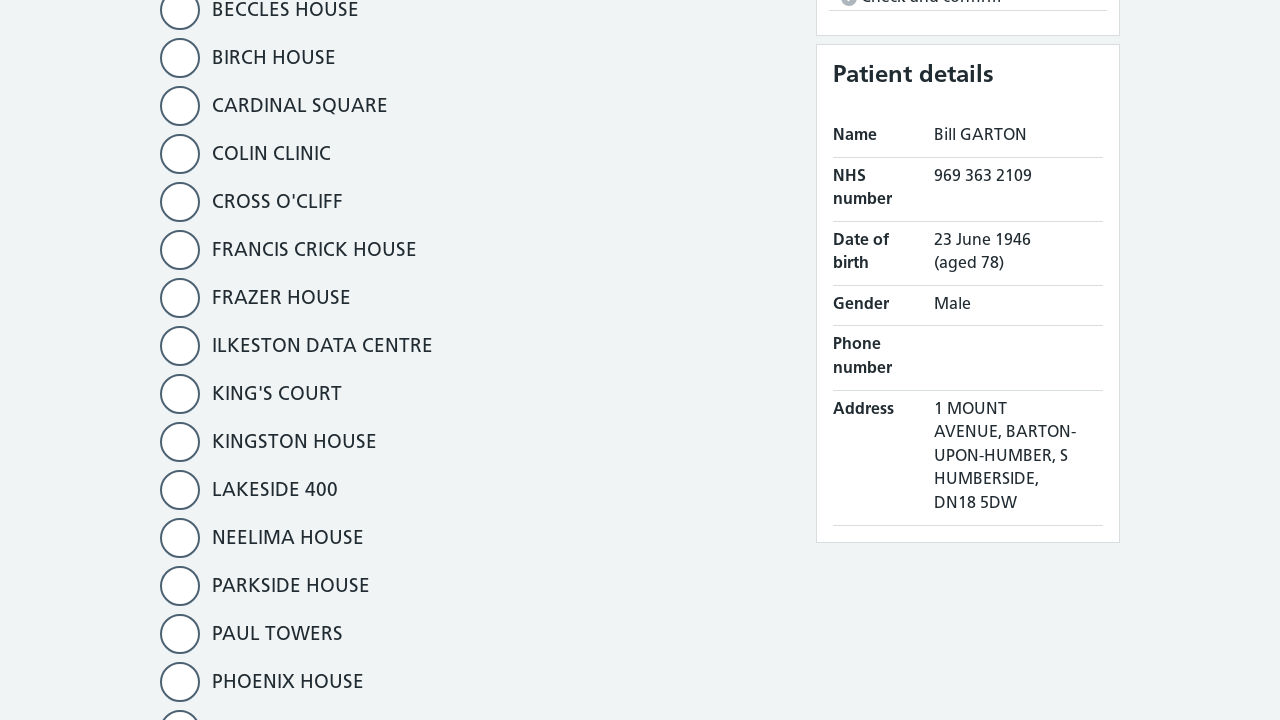 BECCLES HOUSE
BIRCH HOUSE
CARDINAL SQUARE
COLIN CLINIC
CROSS O'CLIFF
FRANCIS CRICK HOUSE
FRAZER HOUSE
ILKESTON DATA CENTRE
KING'S COURT
KINGSTON HOUSE
LAKESIDE 400
NEELIMA HOUSE
PARKSIDE HOUSE
PAUL TOWERS
PHOENIX HOUSE
Check and confirm
Patient details
Name Bill GARTON
NHS number 969 363 2109
Date of birth 23 June 1946 (aged 78)
Gender Male
Phone number
Address 1 MOUNT
AVENUE, BARTON-
UPON-HUMBER, S
HUMBERSIDE,
DN18 5DW